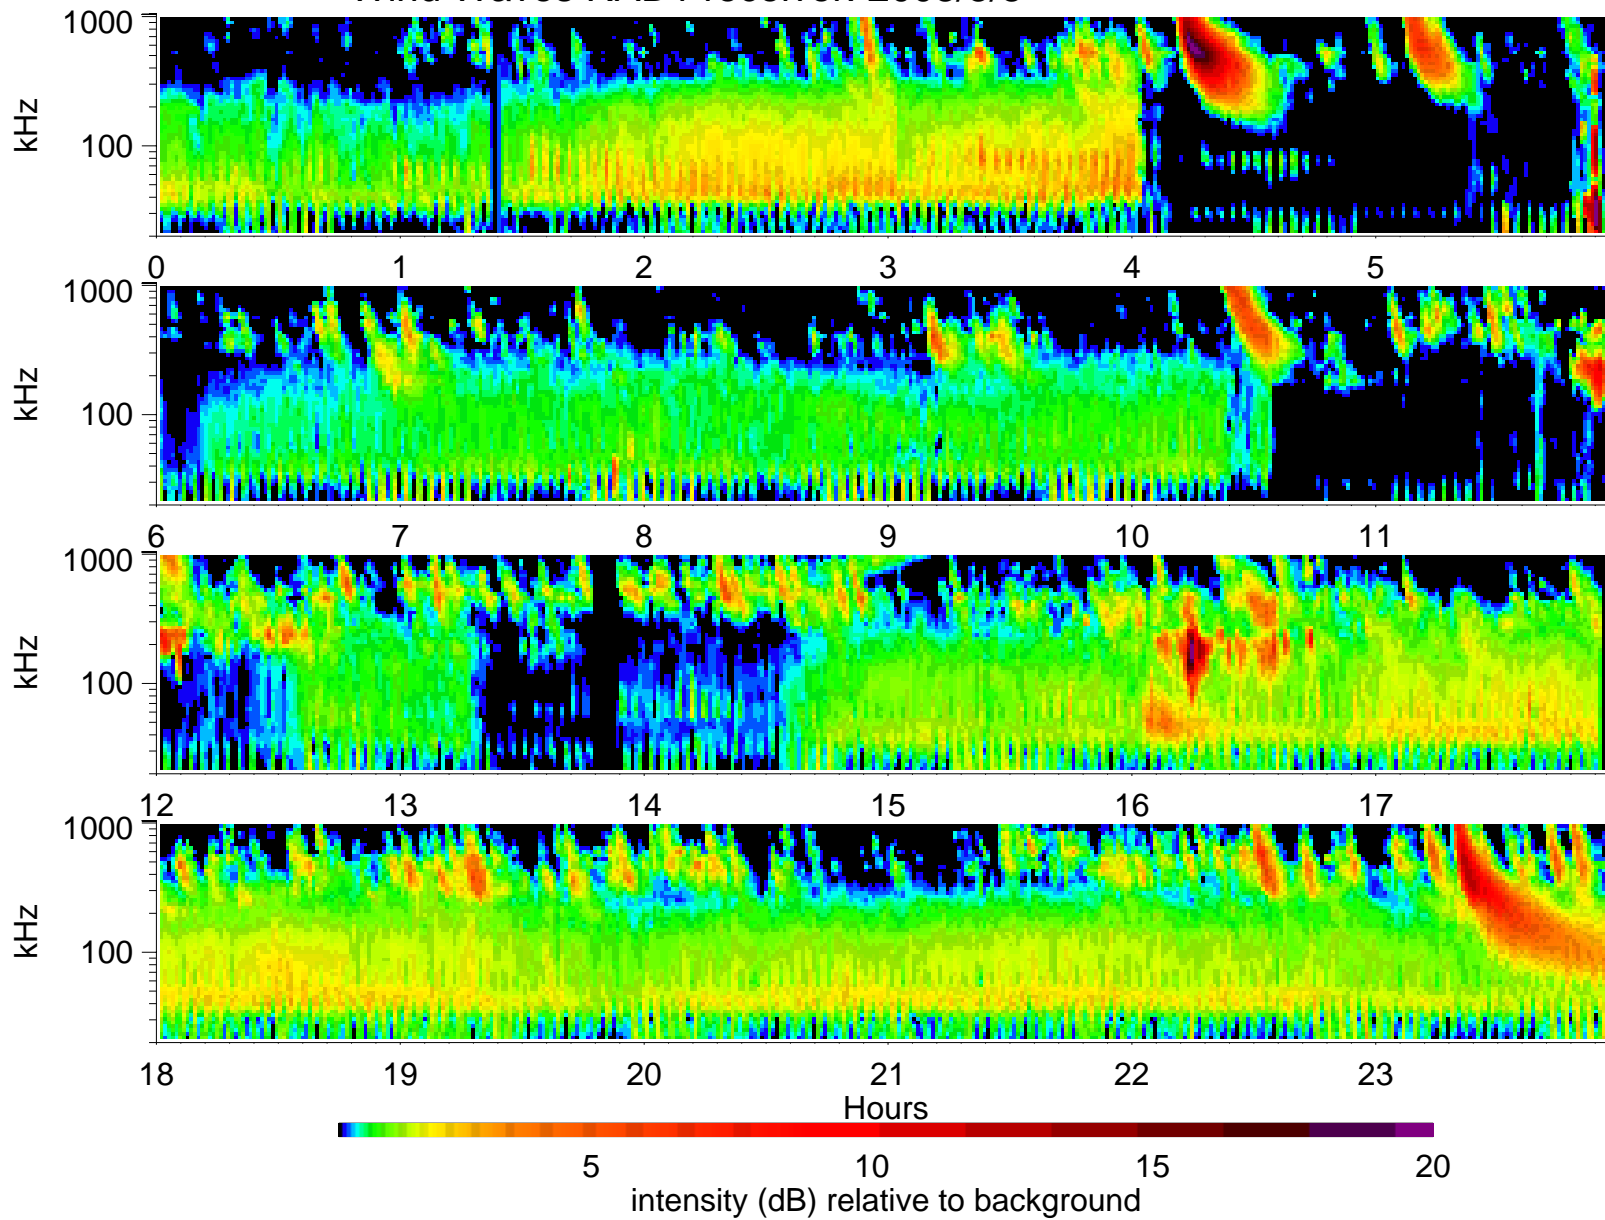 kHz 1000 100
0 1 2 3 4 5
kHz 1000 100
6 7 8 9 10 11
kHz 1000 100
12 13 14 15 16 17
kHz 1000 100
18 19 20 21 22 23
Hours
5 10 15 20
intensity (dB) relative to background